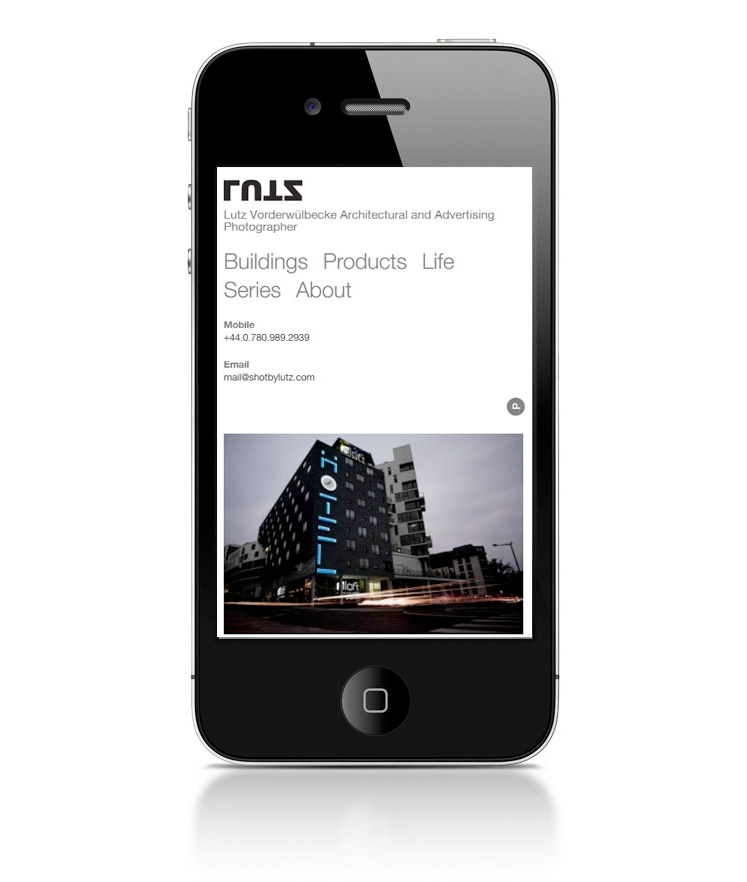 LUTZ
Lutz Vorderwülbecke Architectural and Advertising
Photographer
Buildings Products Life
Series About
Mobile
+44.0.780.989.2939
Email
mail@shotbylutz.com
P
aloft
HOTEL
aloft